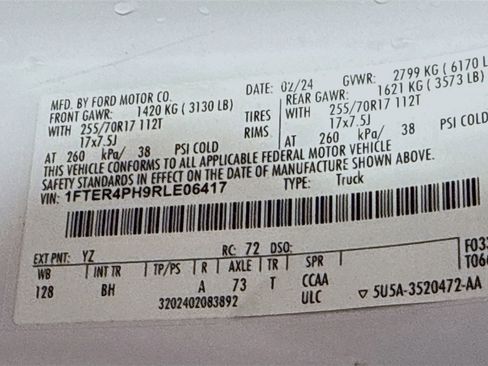 MFD. BY FORD MOTOR CO. DATE: 02/24 GVWR: 2799 KG ( 6170 L
FRONT GAWR: 1420 KG ( 3130 LB) REAR GAWR: 1621 KG ( 3573 LB)
WITH 255/70R17 112T TIRES WITH 255/70R17 112T
17x7.5J RIMS 17x7.5J
AT 260 kPa/ 38 PSI COLD AT 260 kPa/ 38 PSI COLD
THIS VEHICLE CONFORMS TO ALL APPLICABLE FEDERAL MOTOR VEHICLE
SAFETY STANDARDS IN EFFECT ON THE DATE OF MANUFACTURE SHOWN ABOVE.
VIN: 1FTER4PH9RLE06417 TYPE: Truck
EXT PNT: YZ RC: 72 DSO: F03
WB INT TR TP/PS R AXLE TR SPR T06
128 BH A 73 T CCAA
3202402083892 ULC ▽ 5U5A-3520472-AA